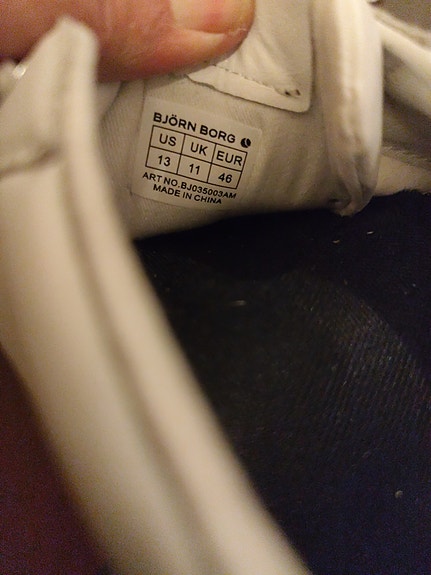 BJÖRN BORG
US UK EUR
13 11 46
ART NO.BJ035003AM
MADE IN CHINA